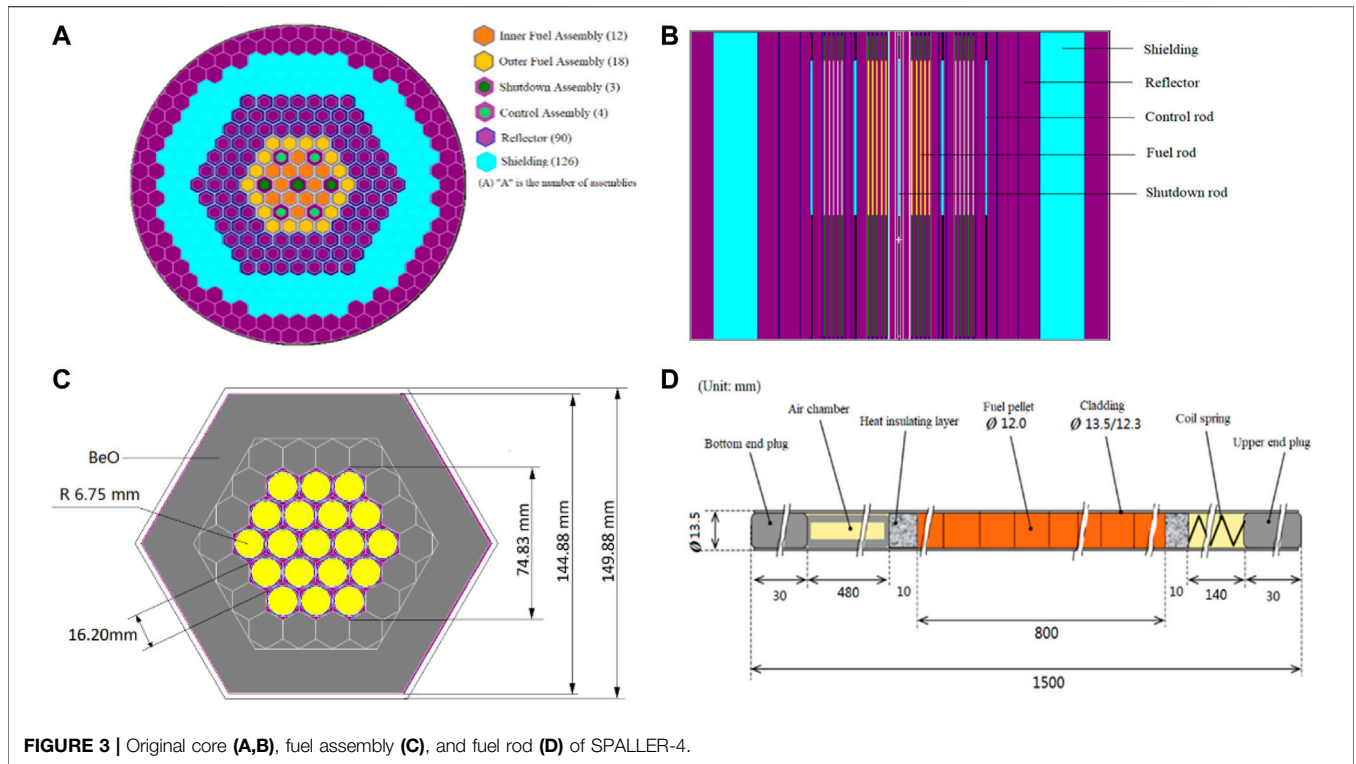 A
Inner Fuel Assembly (12)
Outer Fuel Assembly (18)
Shutdown Assembly (3)
Control Assembly (4)
Reflector (90)
Shielding (126)
(A) "A" is the number of assemblies
B
Shielding
Reflector
Control rod
Fuel rod
Shutdown rod
C
BeO
R 6.75 mm
16.20mm
74.83 mm
144.88 mm
149.88 mm
D
(Unit: mm)
Air chamber
Fuel pellet
Cladding
Bottom end plug
Heat insulating layer
Ø 12.0
Ø 13.5/12.3
Coil spring
Upper end plug
Ø 13.5
30
480
10
800
10
140
30
1500
FIGURE 3 | Original core (A,B), fuel assembly (C), and fuel rod (D) of SPALLER-4.